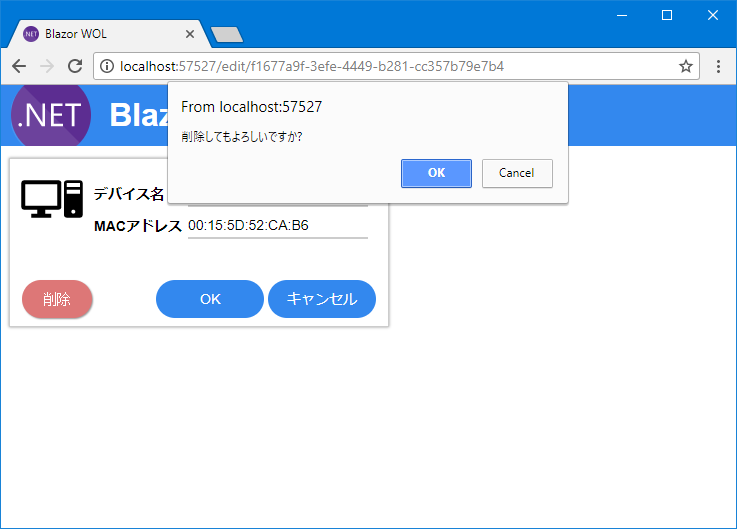 .NET Blazor WOL
localhost:57527/edit/f1677a9f-3efe-4449-b281-cc357b79e7b4
.NET
From localhost:57527
削除してもよろしいですか?
OK Cancel
デバイス名
MACアドレス 00:15:5D:52:CA:B6
削除 OK キャンセル